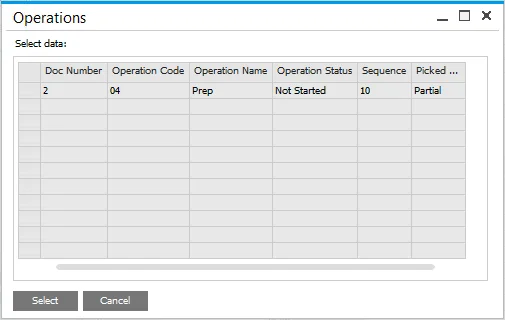 Operations
Select data:
Doc Number Operation Code Operation Name Operation Status Sequence Picked ...
2 04 Prep Not Started 10 Partial
Select Cancel